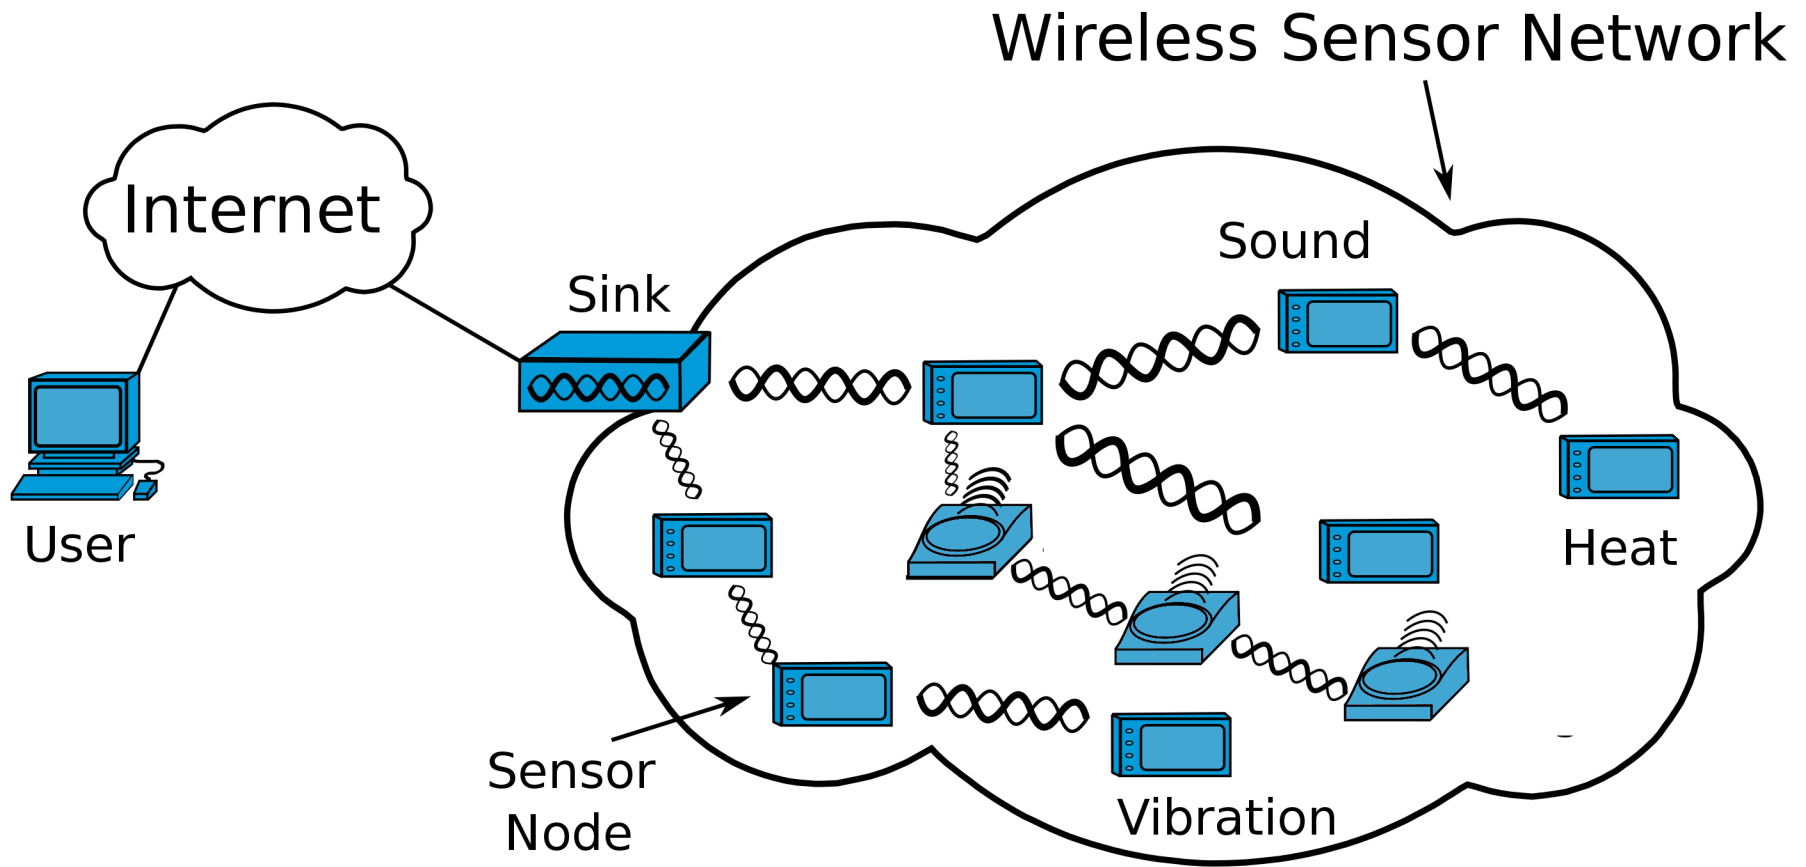 Wireless Sensor Network
Internet
Sound
Sink
User
Heat
Sensor
Node
Vibration